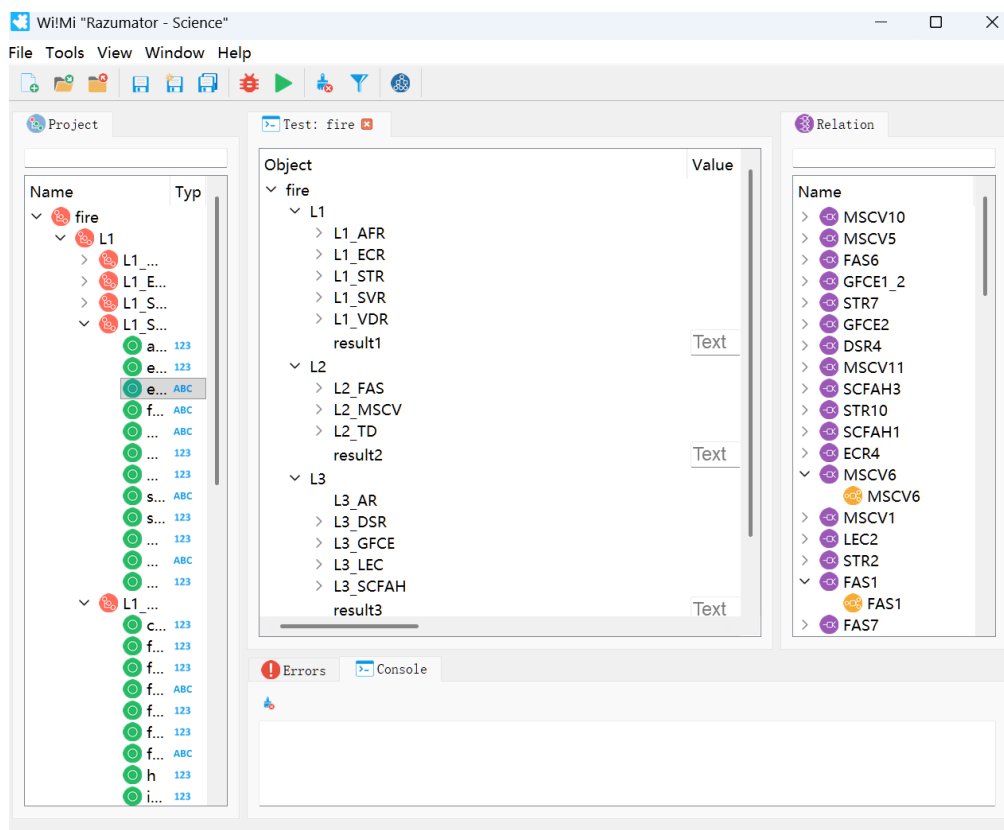 Wi!Mi "Razumator - Science"
File Tools View Window Help
Project
Name Typ
fire
L1
L1_...
L1_E...
L1_S...
L1_S...
a... 123
e... 123
e... ABC
f... ABC
... ABC
... 123
... 123
s... ABC
s... 123
... 123
... ABC
... 123
L1_...
c... 123
f... 123
f... 123
f... ABC
f... 123
f... 123
f... ABC
h 123
i... 123
Test: fire
Object Value
fire
L1
L1_AFR
L1_ECR
L1_STR
L1_SVR
L1_VDR
result1 Text
L2
L2_FAS
L2_MSCV
L2_TD
result2 Text
L3
L3_AR
L3_DSR
L3_GFCE
L3_LEC
L3_SCFAH
result3 Text
Errors Console
Relation
Name
MSCV10
MSCV5
FAS6
GFCE1_2
STR7
GFCE2
DSR4
MSCV11
SCFAH3
STR10
SCFAH1
ECR4
MSCV6
MSCV6
MSCV1
LEC2
STR2
FAS1
FAS1
FAS7